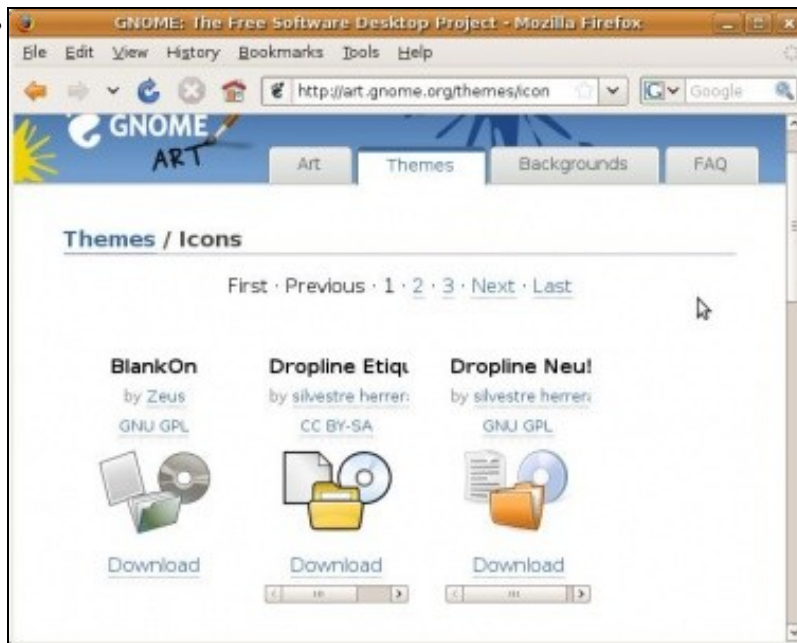 GNOME: The Free Software Desktop Project - Mozilla Firefox
File Edit View History Bookmarks Tools Help
http://art.gnome.org/themes/icon Google
GNOME
ART
Art Themes Backgrounds FAQ
Themes / Icons
First · Previous · 1 · 2 · 3 · Next · Last
BlankOn Dropline Etiqu Dropline Neu!
by Zeus by silvestre herrera by silvestre herrera
GNU GPL CC BY-SA GNU GPL
Download Download Download